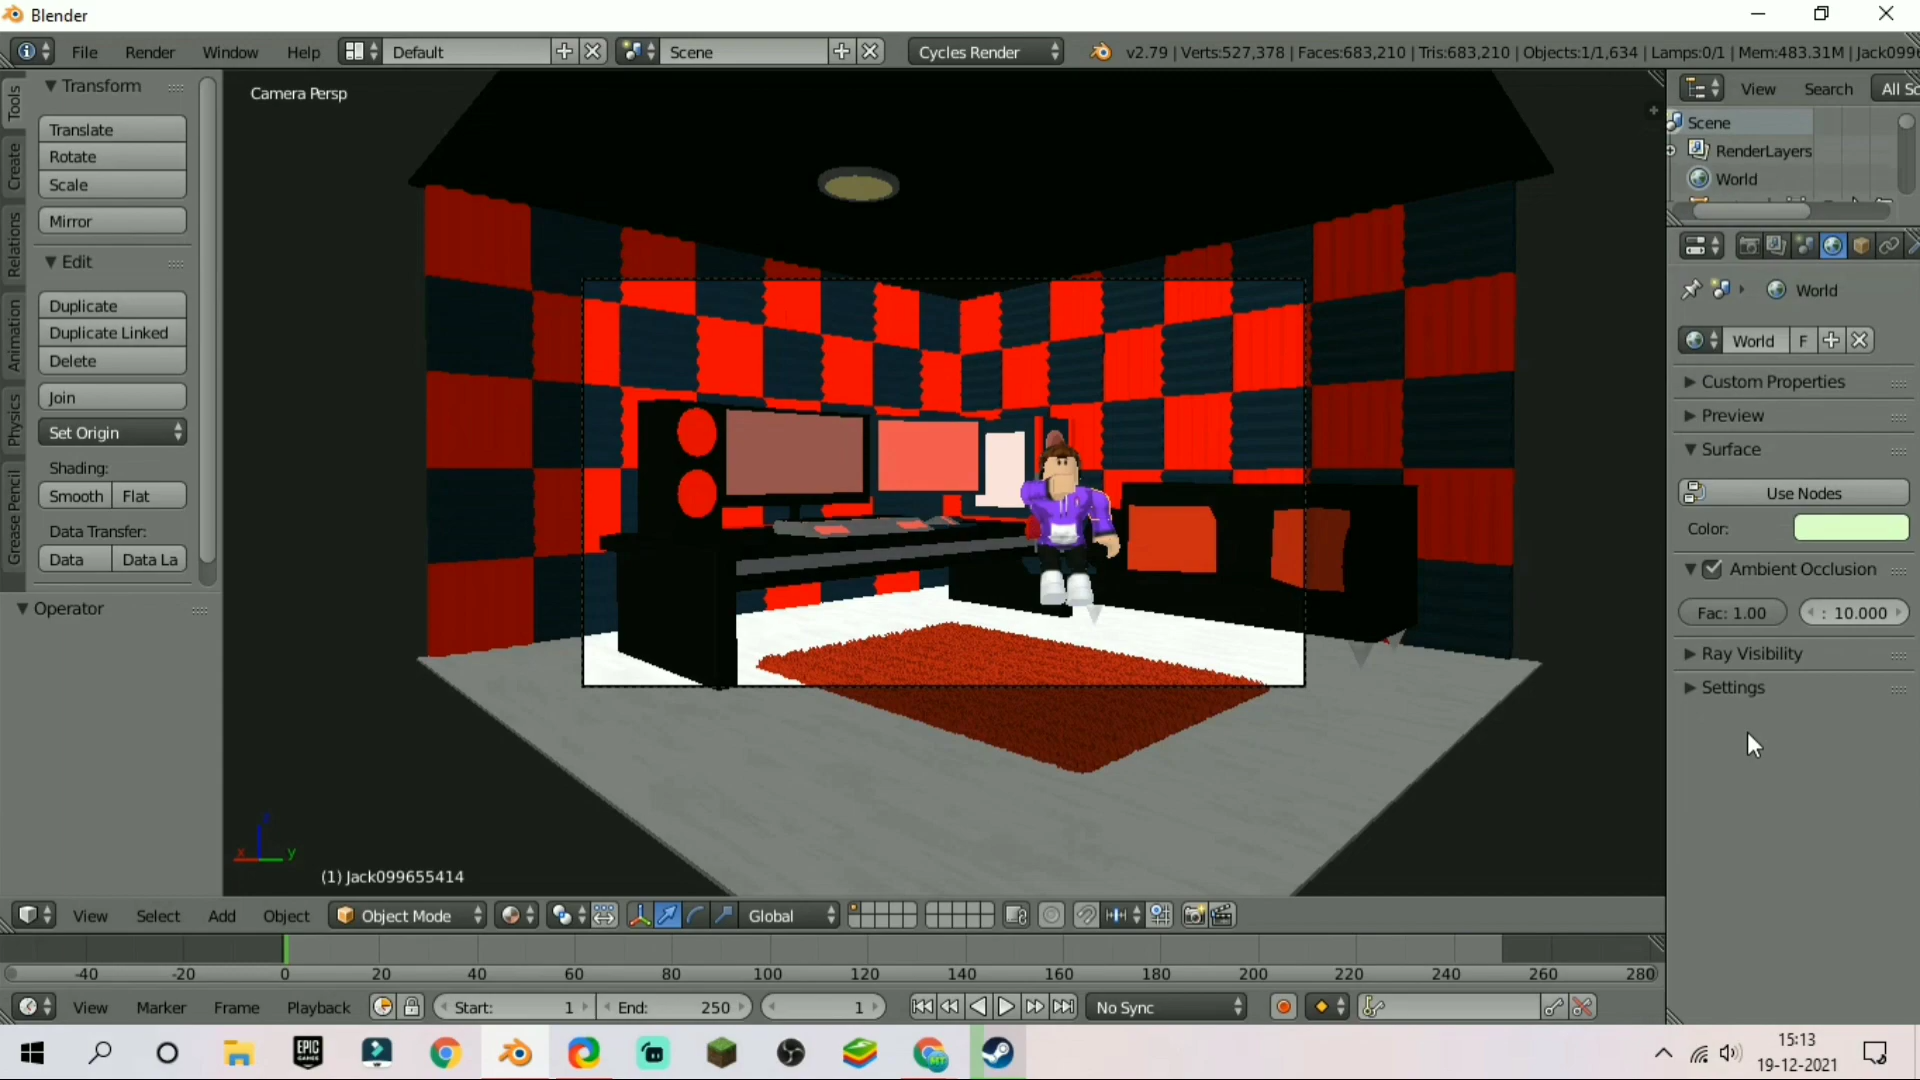 Blender
File Render Window Help Default Scene Cycles Render v2.79 | Verts:527,378 | Faces:683,210 | Tris:683,210 | Objects:1/1,634 | Lamps:0/1 | Mem:483.31M | Jack099
Tools
Create
Relations
Animation
Physics
Grease Pencil
Transform
Translate
Rotate
Scale
Mirror
Edit
Duplicate
Duplicate Linked
Delete
Join
Set Origin
Shading:
Smooth Flat
Data Transfer:
Data Data La
Operator
Camera Persp
(1) Jack099655414
x y
View Search All Sc
Scene
RenderLayers
World
World
World F
Custom Properties
Preview
Surface
Use Nodes
Color:
Ambient Occlusion
Fac: 1.00 : 10.000
Ray Visibility
Settings
View Select Add Object Object Mode Global
-40 -20 0 20 40 60 80 100 120 140 160 180 200 220 240 260 280
View Marker Frame Playback Start: 1 End: 250 1 No Sync
EPIC GAMES
MT
15:13
19-12-2021